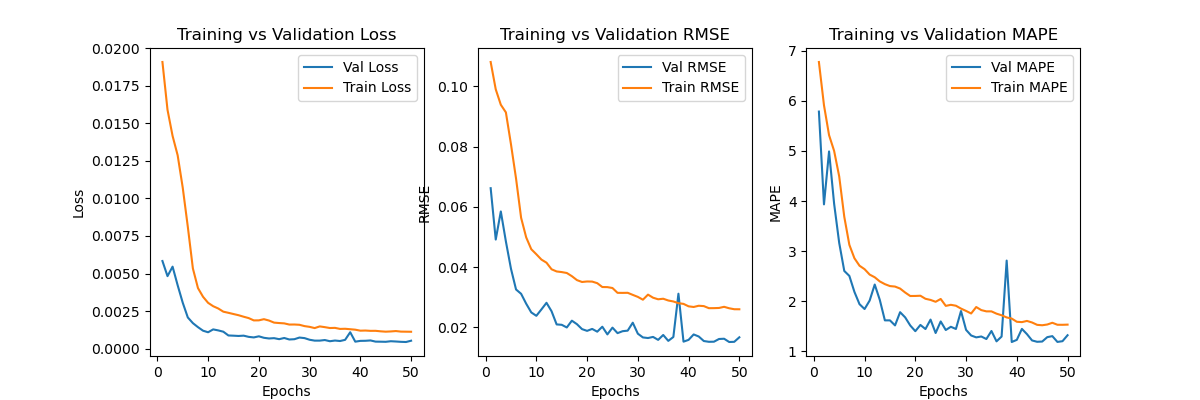 Training vs Validation Loss
0.0200
0.0175
0.0150
0.0125
0.0100
0.0075
0.0050
0.0025
0.0000
Loss
0 10 20 30 40 50
Epochs
Val Loss
Train Loss
Training vs Validation RMSE
0.10
0.08
0.06
0.04
0.02
RMSE
0 10 20 30 40 50
Epochs
Val RMSE
Train RMSE
Training vs Validation MAPE
7
6
5
4
3
2
1
MAPE
0 10 20 30 40 50
Epochs
Val MAPE
Train MAPE